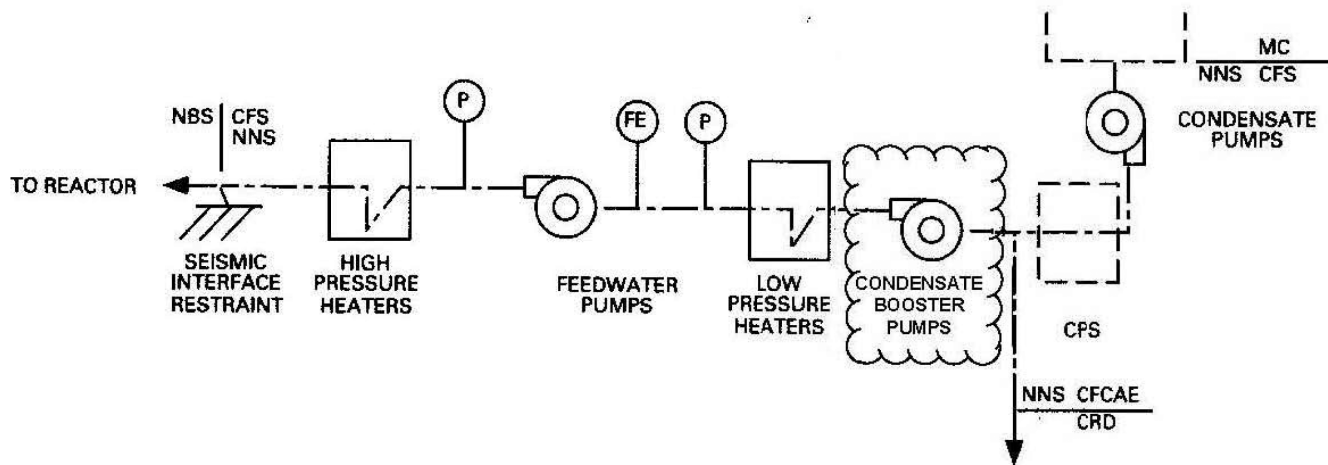 MC
NNS CFS
CONDENSATE
PUMPS
P
FE
P
NBS CFS
NNS
TO REACTOR
SEISMIC
INTERFACE
RESTRAINT
HIGH
PRESSURE
HEATERS
FEEDWATER
PUMPS
LOW
PRESSURE
HEATERS
CONDENSATE
BOOSTER
PUMPS
CPS
NNS CFCAE
CRD